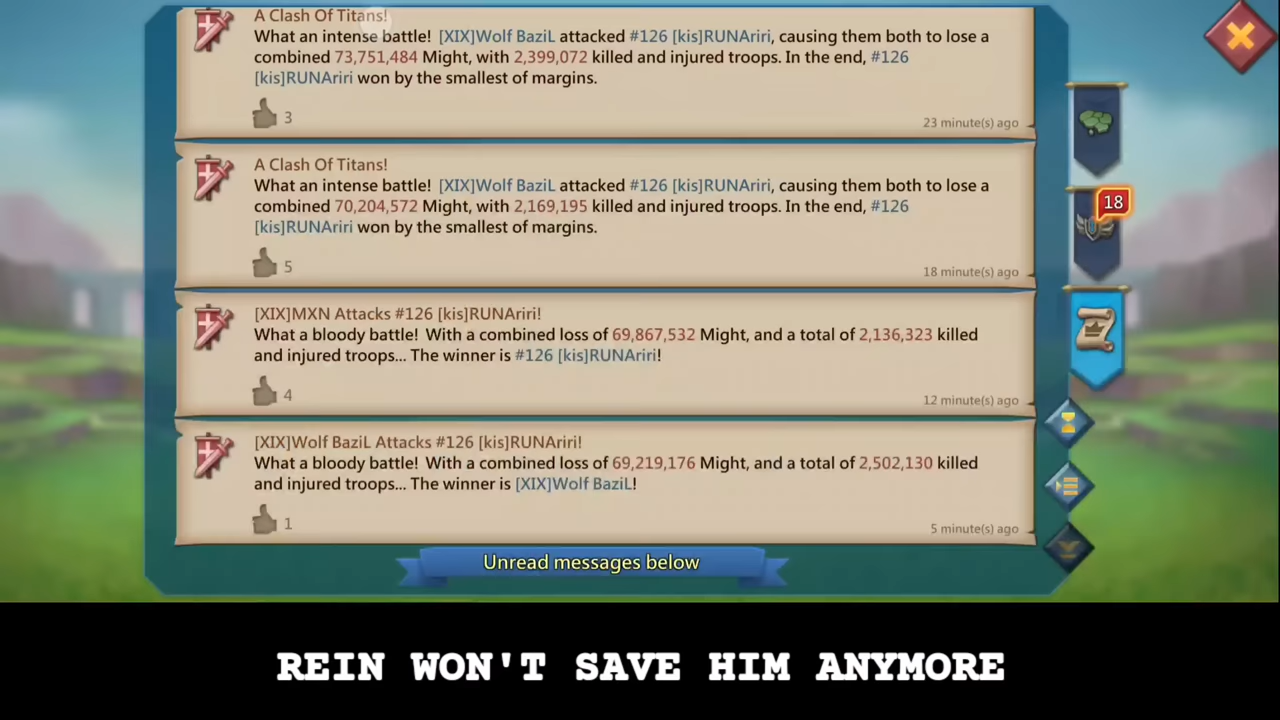 A Clash Of Titans!
What an intense battle! [XIX]Wolf BaziL attacked #126 [kis]RUNAriri, causing them both to lose a
combined 73,751,484 Might, with 2,399,072 killed and injured troops. In the end, #126
[kis]RUNAriri won by the smallest of margins.
3
23 minute(s) ago
A Clash Of Titans!
What an intense battle! [XIX]Wolf BaziL attacked #126 [kis]RUNAriri, causing them both to lose a
combined 70,204,572 Might, with 2,169,195 killed and injured troops. In the end, #126
[kis]RUNAriri won by the smallest of margins.
5
18 minute(s) ago
18
[XIX]MXN Attacks #126 [kis]RUNAriri!
What a bloody battle! With a combined loss of 69,867,532 Might, and a total of 2,136,323 killed
and injured troops... The winner is #126 [kis]RUNAriri!
4
12 minute(s) ago
[XIX]Wolf BaziL Attacks #126 [kis]RUNAriri!
What a bloody battle! With a combined loss of 69,219,176 Might, and a total of 2,502,130 killed
and injured troops... The winner is [XIX]Wolf BaziL!
1
5 minute(s) ago
Unread messages below
REIN WON'T SAVE HIM ANYMORE